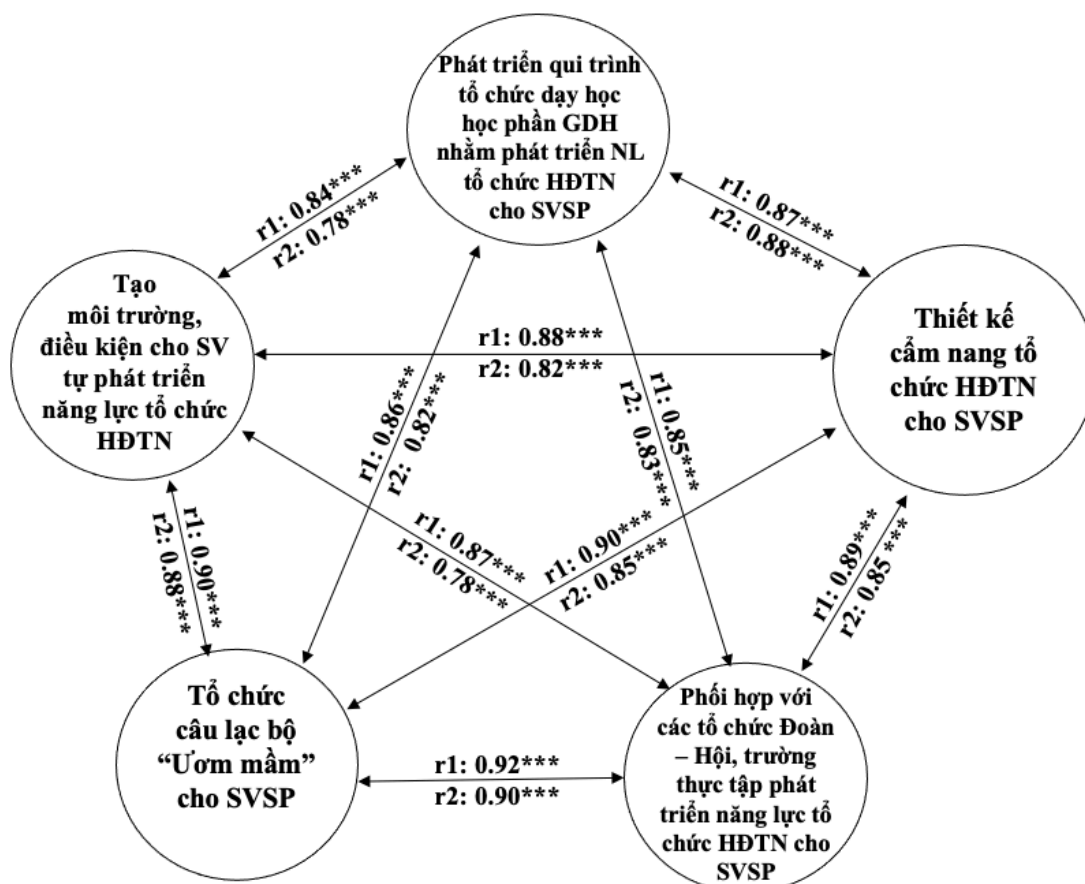 Phát triển qui trình
tổ chức dạy học
học phần GDH
nhằm phát triển NL
tổ chức HĐTN
cho SVSP
r1: 0.84***
r2: 0.78***
r1: 0.87***
r2: 0.88***
Tạo
môi trường,
điều kiện cho SV
tự phát triển
năng lực tổ chức
HĐTN
r1: 0.88***
r2: 0.82***
Thiết kế
cẩm nang tổ
chức HĐTN
cho SVSP
r1: 0.86***
r2: 0.82***
r1: 0.85***
r2: 0.83***
r1: 0.90***
r2: 0.88***
r1: 0.87***
r2: 0.78***
r1: 0.90***
r2: 0.85***
r1: 0.89***
r2: 0.85 ***
Tổ chức
câu lạc bộ
“Ươm mầm”
cho SVSP
r1: 0.92***
r2: 0.90***
Phối hợp với
các tổ chức Đoàn
– Hội, trường
thực tập phát
triển năng lực tổ
chức HĐTN cho
SVSP